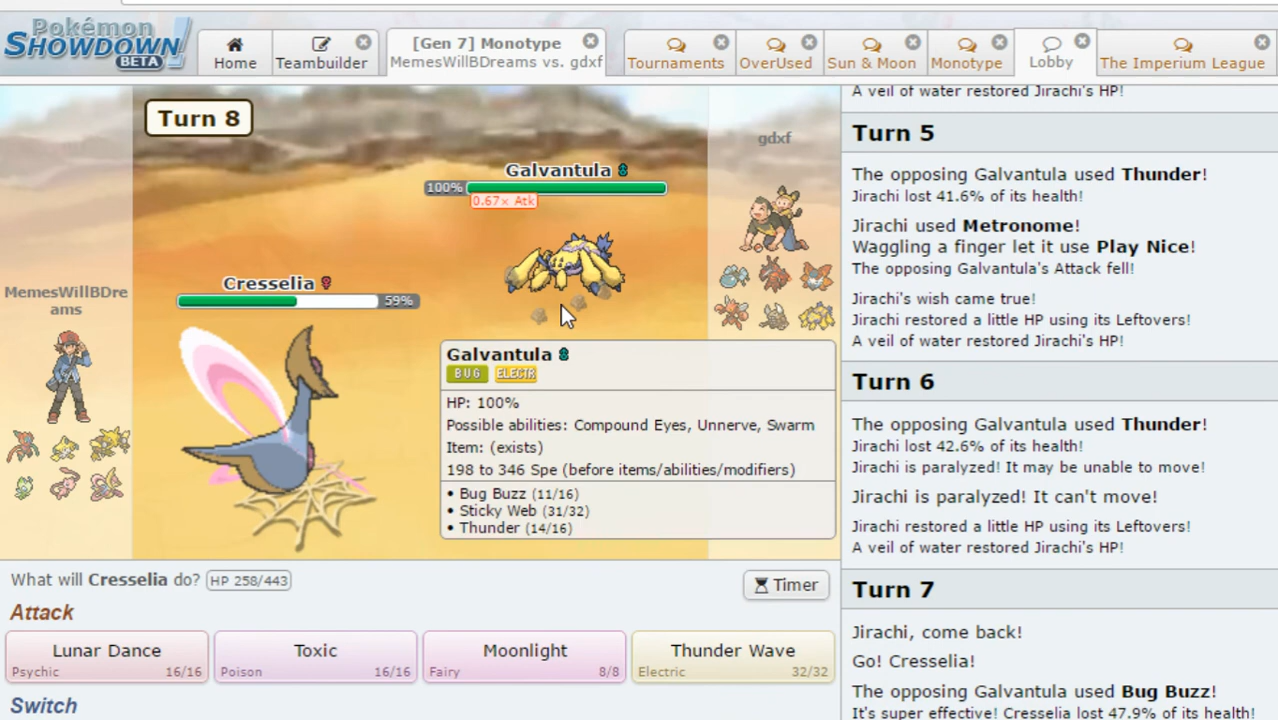 Pokémon
SHOWDOWN!
BETA
Home
Teambuilder
[Gen 7] Monotype
MemesWillBDreams vs. gdxf
Tournaments
OverUsed
Sun & Moon
Monotype
Lobby
The Imperium League
Turn 8
gdxf
Galvantula
100%
0.67× Atk
Cresselia
59%
MemesWillBDre
ams
Galvantula
BUG ELECTR
HP: 100%
Possible abilities: Compound Eyes, Unnerve, Swarm
Item: (exists)
198 to 346 Spe (before items/abilities/modifiers)
• Bug Buzz (11/16)
• Sticky Web (31/32)
• Thunder (14/16)
What will Cresselia do? HP 258/443
Timer
Attack
Lunar Dance
Psychic 16/16
Toxic
Poison 16/16
Moonlight
Fairy 8/8
Thunder Wave
Electric 32/32
Switch
A veil of water restored Jirachi's HP!
Turn 5
The opposing Galvantula used Thunder!
Jirachi lost 41.6% of its health!
Jirachi used Metronome!
Waggling a finger let it use Play Nice!
The opposing Galvantula's Attack fell!
Jirachi's wish came true!
Jirachi restored a little HP using its Leftovers!
A veil of water restored Jirachi's HP!
Turn 6
The opposing Galvantula used Thunder!
Jirachi lost 42.6% of its health!
Jirachi is paralyzed! It may be unable to move!
Jirachi is paralyzed! It can't move!
Jirachi restored a little HP using its Leftovers!
A veil of water restored Jirachi's HP!
Turn 7
Jirachi, come back!
Go! Cresselia!
The opposing Galvantula used Bug Buzz!
It's super effective! Cresselia lost 47.9% of its health!